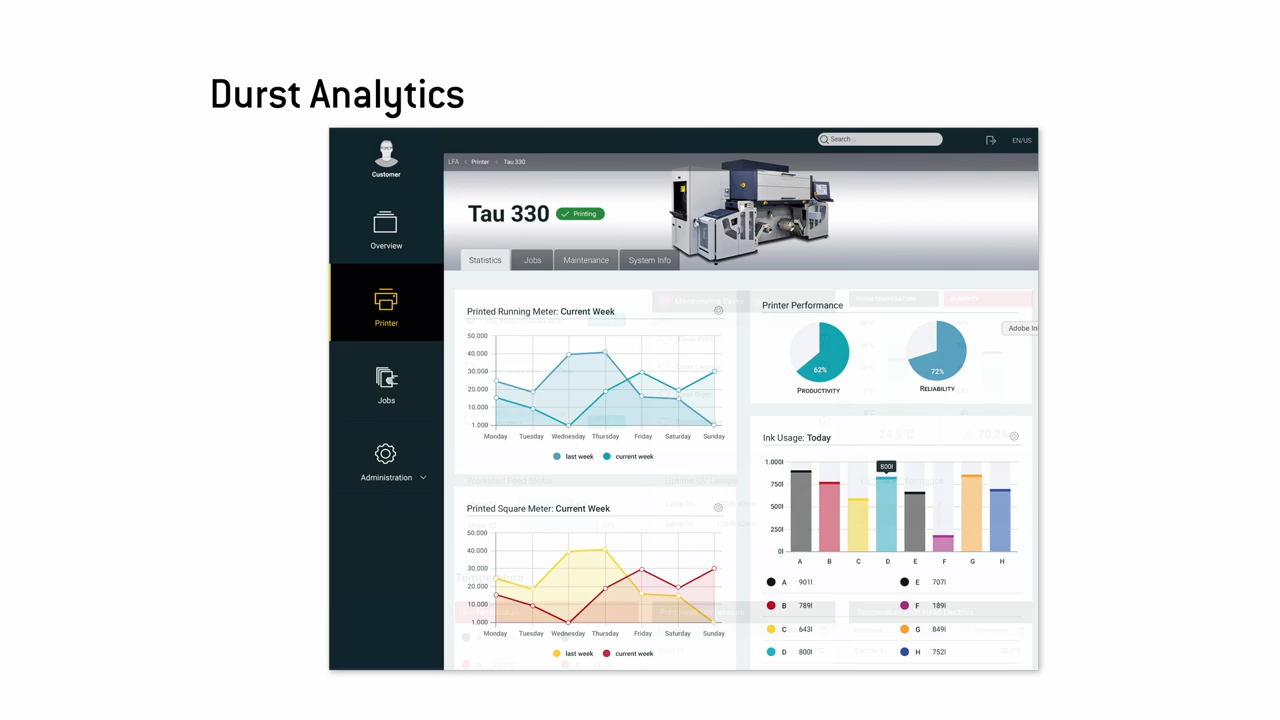 Durst Analytics
Search ...
EN/US
Customer
LFA < Printer < Tau 330
Tau 330
Printing
Overview
Statistics
Jobs
Maintenance
System Info
Printer
Jobs
Administration
Printed Running Meter: Current Week
50.000
40.000
30.000
20.000
10.000
1.000
Monday Tuesday Wednesday Thursday Friday Saturday Sunday
last week current week
Printer Performance
62%
PRODUCTIVITY
72%
RELIABILITY
Adobe In
24,5°C
70,2%
Printed Square Meter: Current Week
50.000
40.000
30.000
20.000
10.000
1.000
Monday Tuesday Wednesday Thursday Friday Saturday Sunday
last week current week
Ink Usage: Today
1.000l
750l
500l
250l
0l
800l
A B C D E F G H
A 901l
E 707l
B 789l
F 189l
C 643l
G 849l
D 800l
H 752l
Temperature